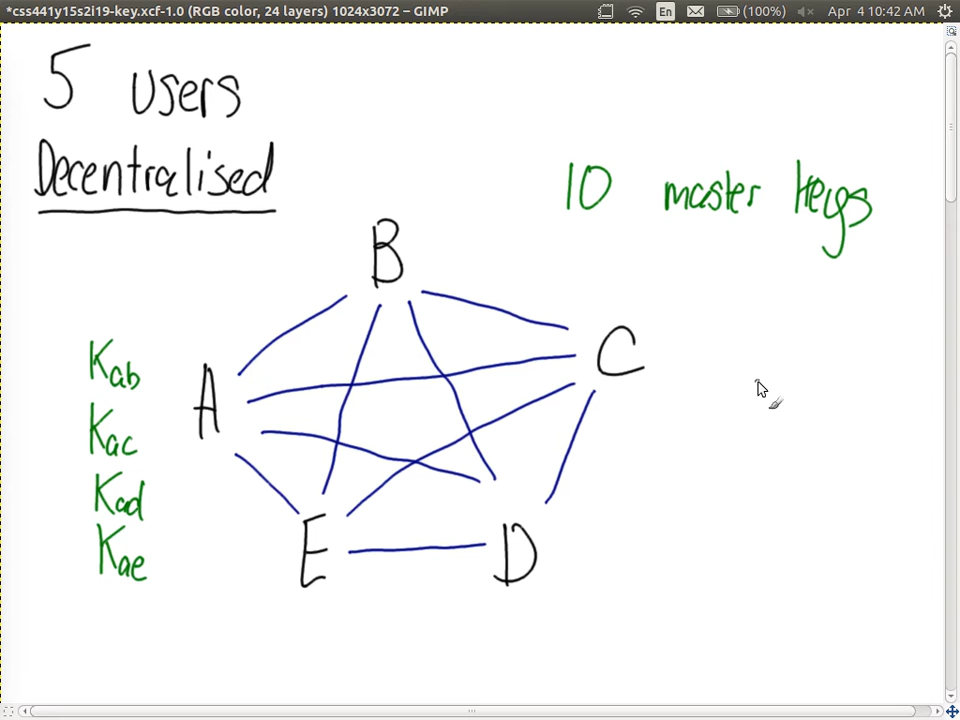 *css441y15s2i19-key.xcf-1.0 (RGB color, 24 layers) 1024x3072 – GIMP
En
(100%)
Apr 4 10:42 AM
5 Users
Decentralised
10 master keys
B
C
Kab
A
Kac
Kad
Kae
E
D